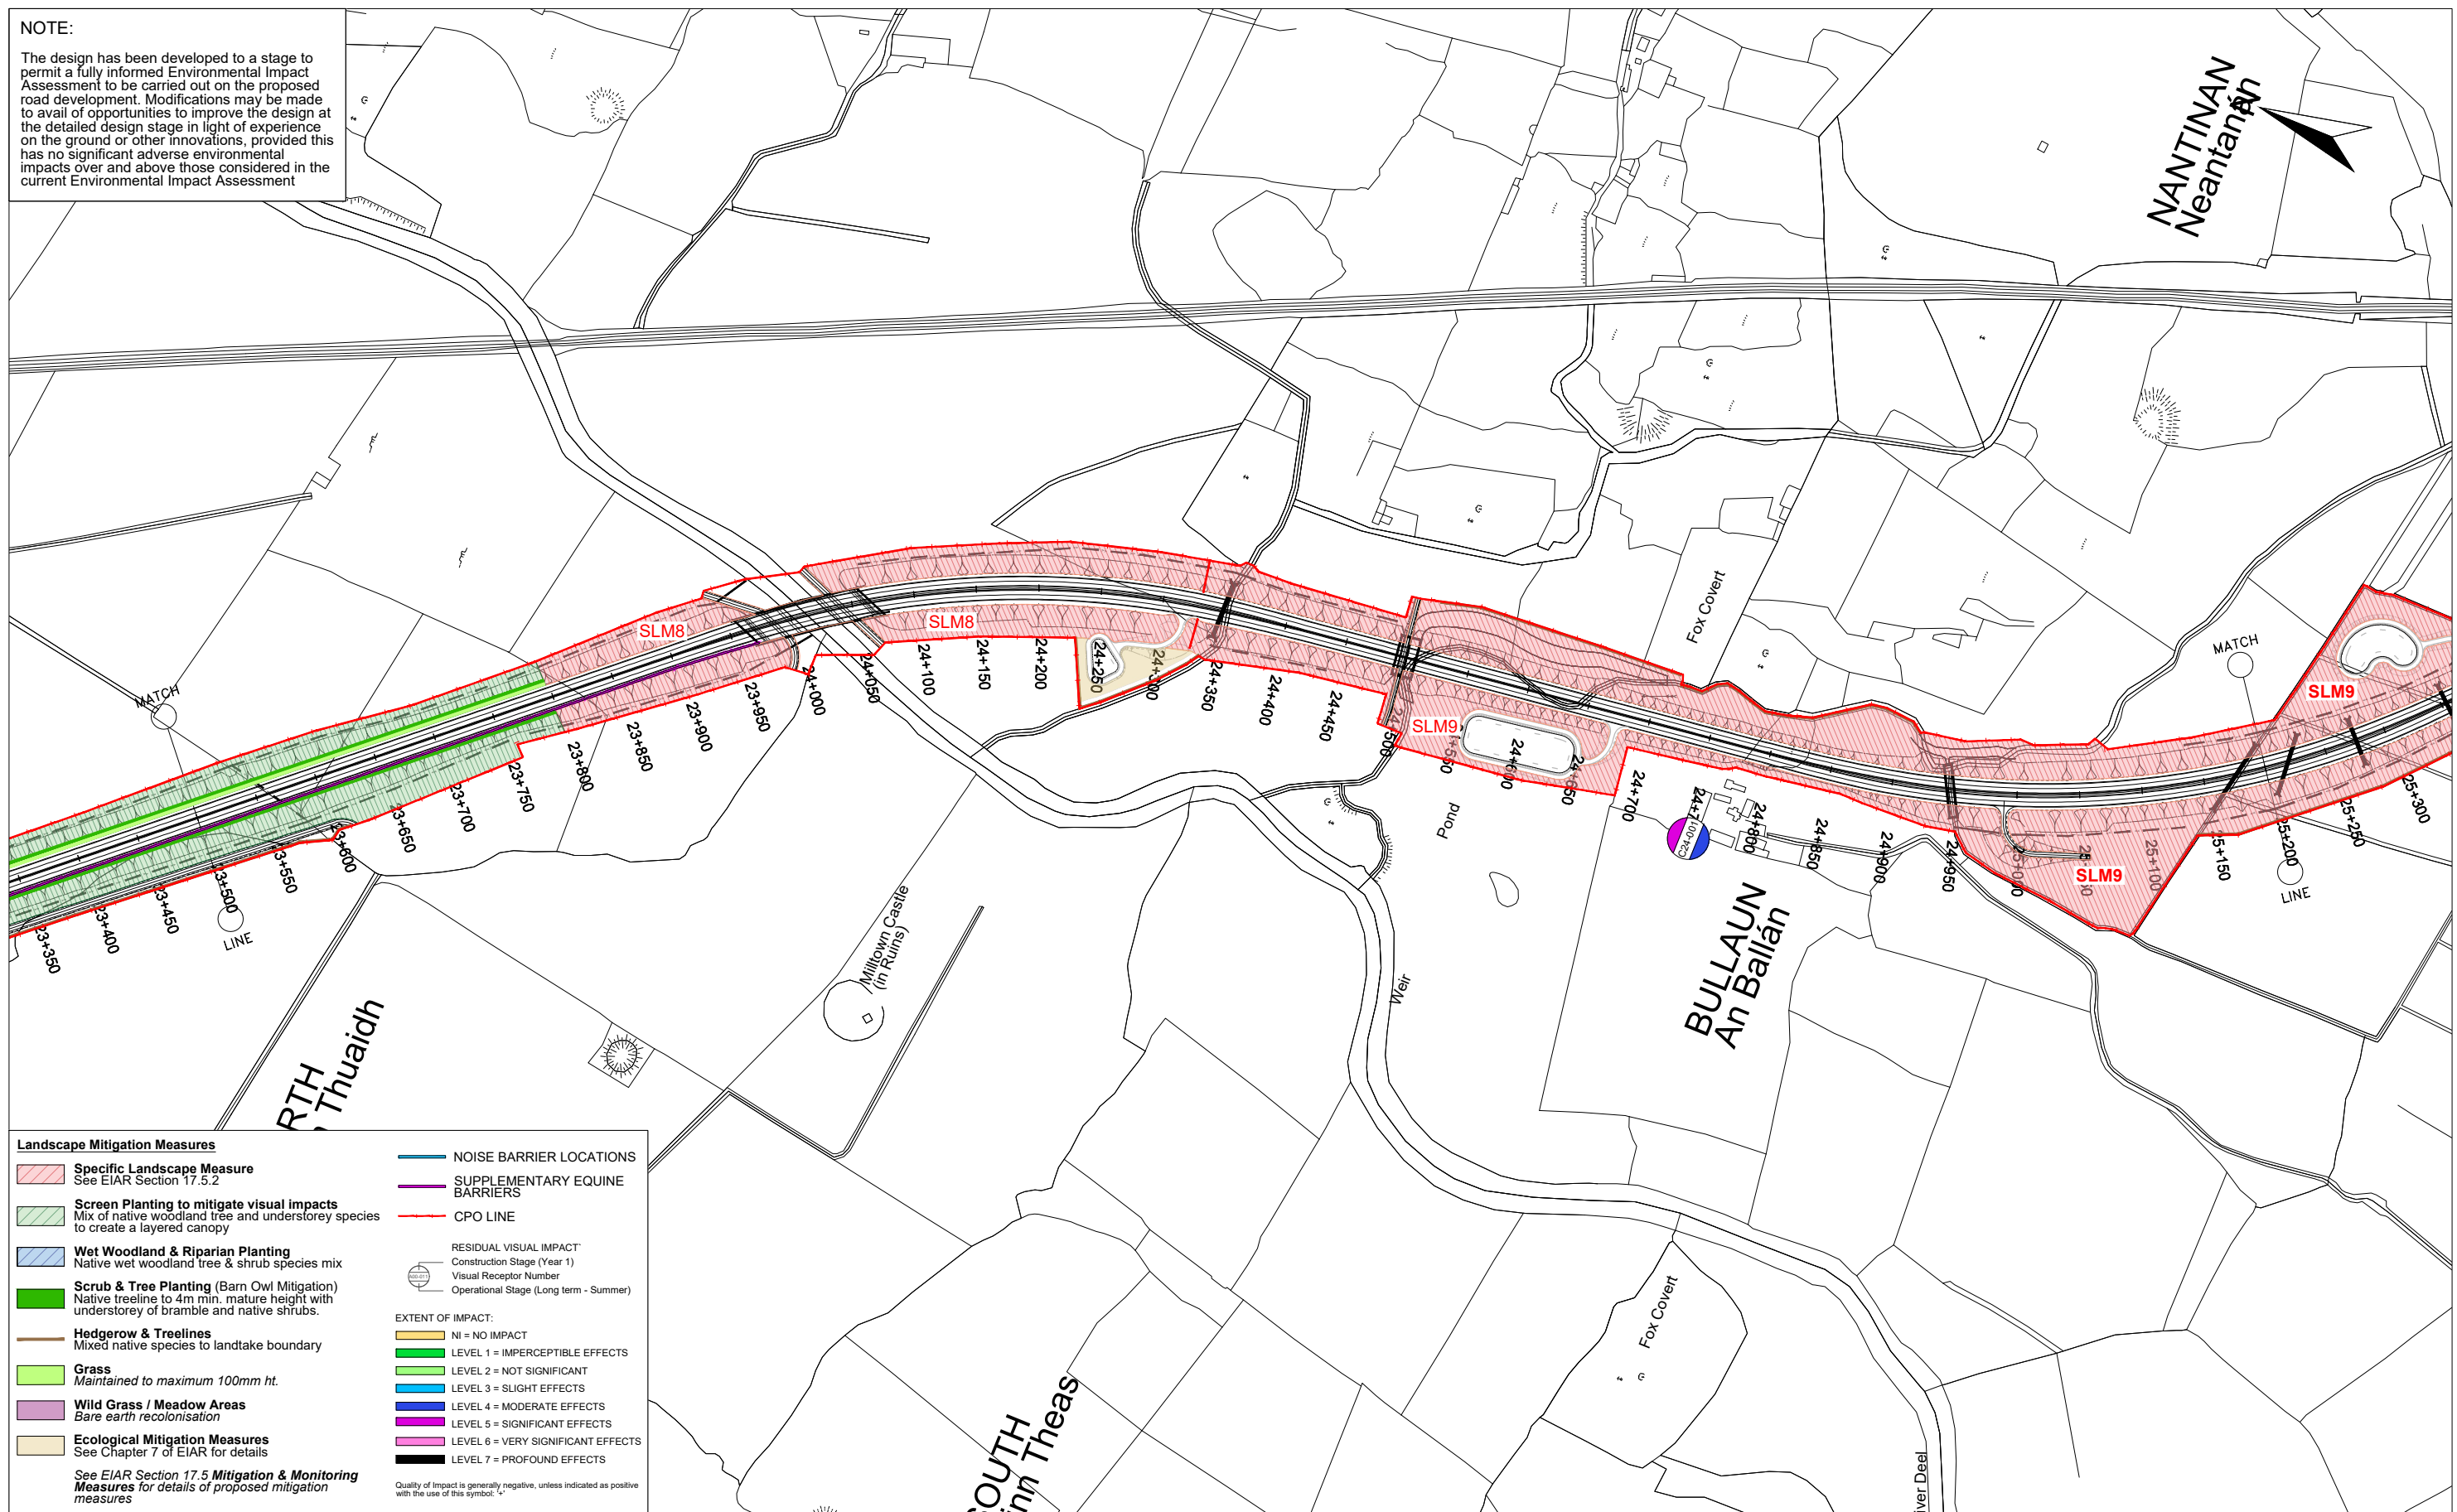 NOTE:
The design has been developed to a stage to
permit a fully informed Environmental Impact
Assessment to be carried out on the proposed
road development. Modifications may be made
to avail of opportunities to improve the design at
the detailed design stage in light of experience
on the ground or other innovations, provided this
has no significant adverse environmental
impacts over and above those considered in the
current Environmental Impact Assessment
NANTINAN
Neantanán
Fox Covert
MATCH
SLM8
SLM8
SLM9
SLM9
SLM9
MATCH
LINE
LINE
23+350
23+400
23+450
23+500
23+550
23+600
23+650
23+700
23+750
23+800
23+850
23+900
23+950
24+000
24+050
24+100
24+150
24+200
24+250
24+300
24+350
24+400
24+450
24+500
24+550
24+600
24+650
24+700
24+800
24+850
24+900
24+950
25+100
25+150
25+200
25+250
25+300
C24-001
Pond
Milltown Castle
(in Ruins)
Weir
BULLAUN
An Ballán
RTH
Thuaidh
Fox Covert
OUTH
inn Theas
iver Deel
Landscape Mitigation Measures
Specific Landscape Measure
See EIAR Section 17.5.2
Screen Planting to mitigate visual impacts
Mix of native woodland tree and understorey species
to create a layered canopy
Wet Woodland & Riparian Planting
Native wet woodland tree & shrub species mix
Scrub & Tree Planting (Barn Owl Mitigation)
Native treeline to 4m min. mature height with
understorey of bramble and native shrubs.
Hedgerow & Treelines
Mixed native species to landtake boundary
Grass
Maintained to maximum 100mm ht.
Wild Grass / Meadow Areas
Bare earth recolonisation
Ecological Mitigation Measures
See Chapter 7 of EIAR for details
See EIAR Section 17.5 Mitigation & Monitoring
Measures for details of proposed mitigation
measures
NOISE BARRIER LOCATIONS
SUPPLEMENTARY EQUINE
BARRIERS
CPO LINE
RESIDUAL VISUAL IMPACT`
Construction Stage (Year 1)
Visual Receptor Number
Operational Stage (Long term - Summer)
EXTENT OF IMPACT:
NI = NO IMPACT
LEVEL 1 = IMPERCEPTIBLE EFFECTS
LEVEL 2 = NOT SIGNIFICANT
LEVEL 3 = SLIGHT EFFECTS
LEVEL 4 = MODERATE EFFECTS
LEVEL 5 = SIGNIFICANT EFFECTS
LEVEL 6 = VERY SIGNIFICANT EFFECTS
LEVEL 7 = PROFOUND EFFECTS
Quality of Impact is generally negative, unless indicated as positive
with the use of this symbol: '+'